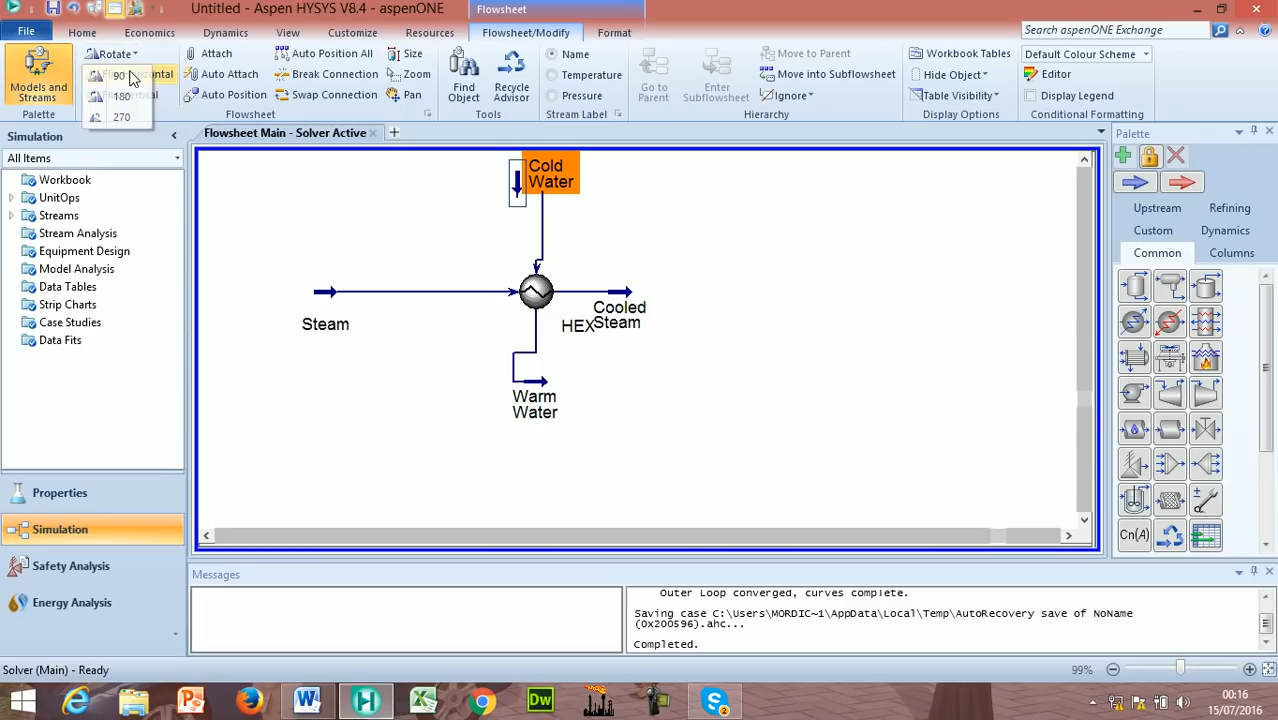 Untitled - Aspen HYSYS V8.4 - aspenONE
Flowsheet
File
Home
Economics
Dynamics
View
Customize
Resources
Flowsheet/Modify
Format
Search aspenONE Exchange
Models and Streams
Palette
Rotate
90
180
270
Attach
Auto Attach
Auto Position
Auto Position All
Break Connection
Swap Connection
Size
Zoom
Pan
Flowsheet
Find Object
Recycle Advisor
Tools
Name
Temperature
Pressure
Stream Label
Go to Parent
Enter Subflowsheet
Move to Parent
Move into Subflowsheet
Ignore
Hierarchy
Workbook Tables
Hide Object
Table Visibility
Display Options
Default Colour Scheme
Editor
Display Legend
Conditional Formatting
Simulation
All Items
Workbook
UnitOps
Streams
Stream Analysis
Equipment Design
Model Analysis
Data Tables
Strip Charts
Case Studies
Data Fits
Properties
Simulation
Safety Analysis
Energy Analysis
Flowsheet Main - Solver Active
Cold
Water
Steam
HEX
Cooled
Steam
Warm
Water
Palette
Upstream
Refining
Custom
Dynamics
Common
Columns
Cn(A)
Messages
Outer Loop converged, curves complete.
Saving case C:\Users\MORDIC~1\AppData\Local\Temp\AutoRecovery save of NoName
(0x200596).ahc...
Completed.
Solver (Main) - Ready
99%
00:16
15/07/2016